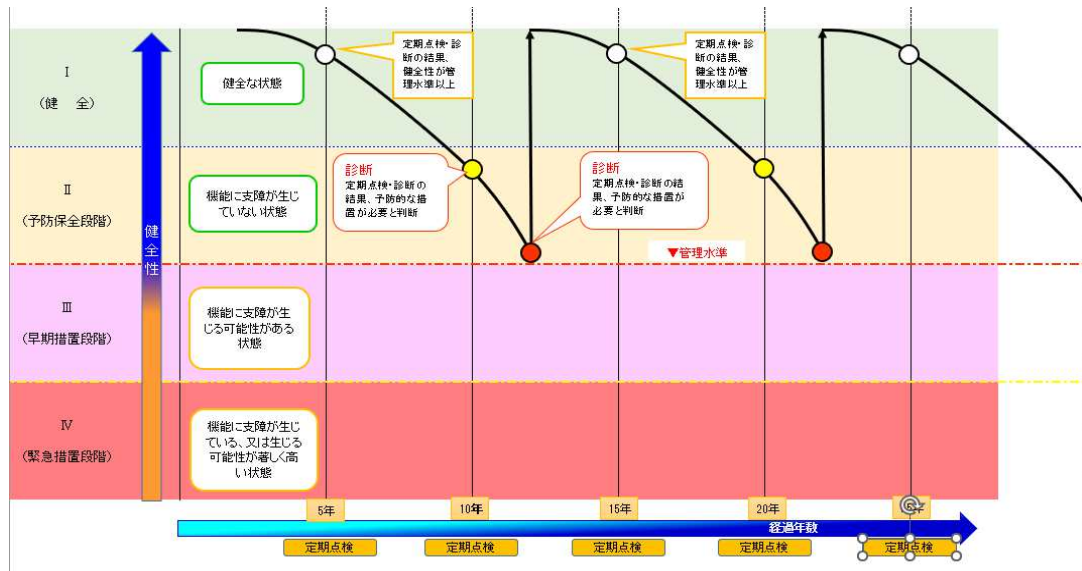 Ⅰ
（健　全）
健全な状態
定期点検・診
断の結果、
健全性が管
理水準以上
定期点検・診
断の結果、
健全性が管
理水準以上
Ⅱ
（予防保全段階）
機能に支障が生じ
ていない状態
診断
定期点検・診断の
結果、予防的な措
置が必要と判断
診断
定期点検・診断の結
果、予防的な措置が
必要と判断
▼管理水準
健全性
Ⅲ
（早期措置段階）
機能に支障が生
じる可能性がある
状態
Ⅳ
（緊急措置段階）
機能に支障が生じ
ている、又は生じる
可能性が著しく高
い状態
5年
10年
15年
20年
経過年数
定期点検
定期点検
定期点検
定期点検
定期点検